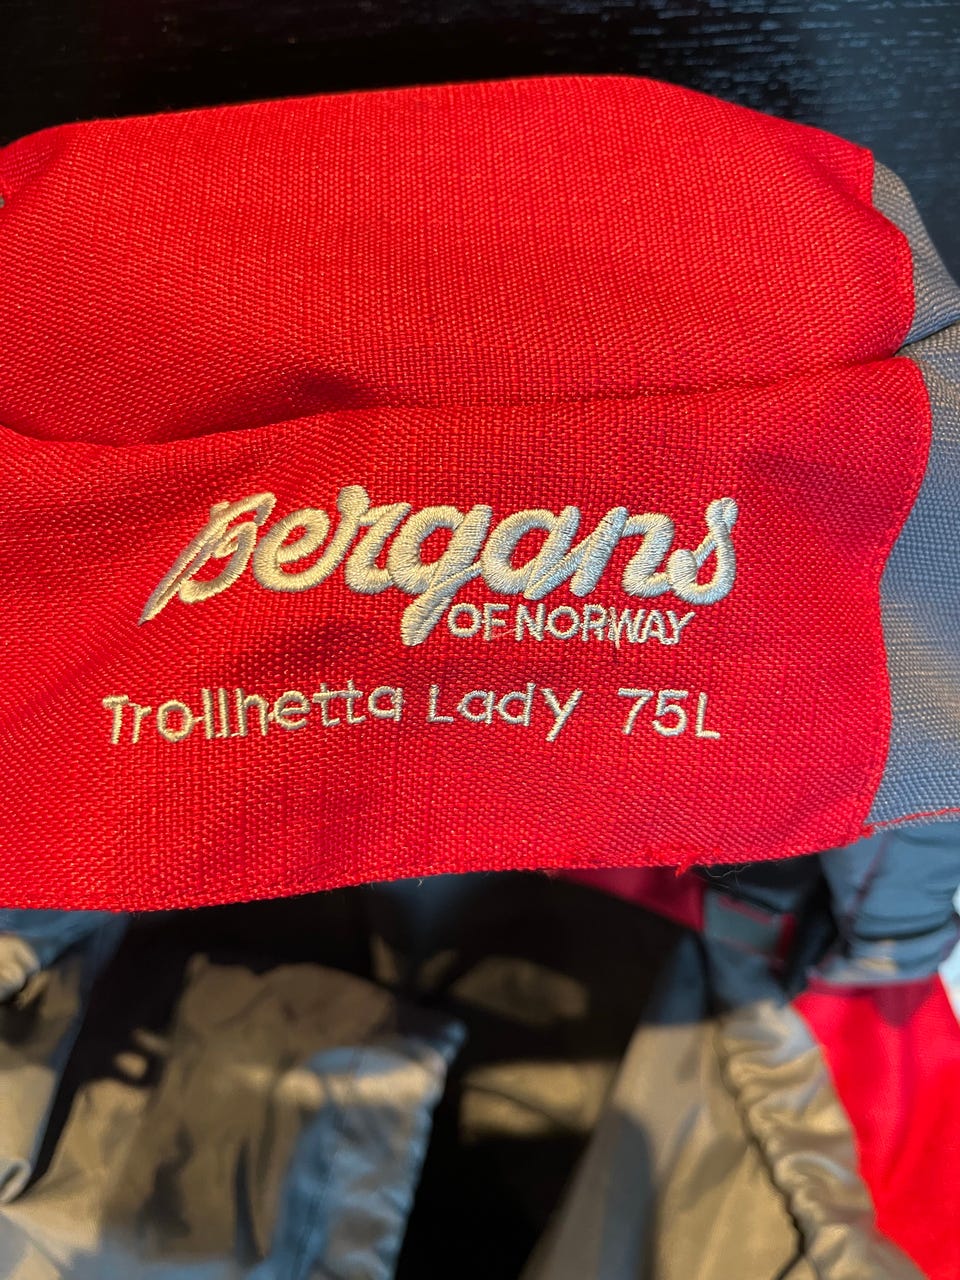 Bergans
OF NORWAY
Trollhetta Lady 75L